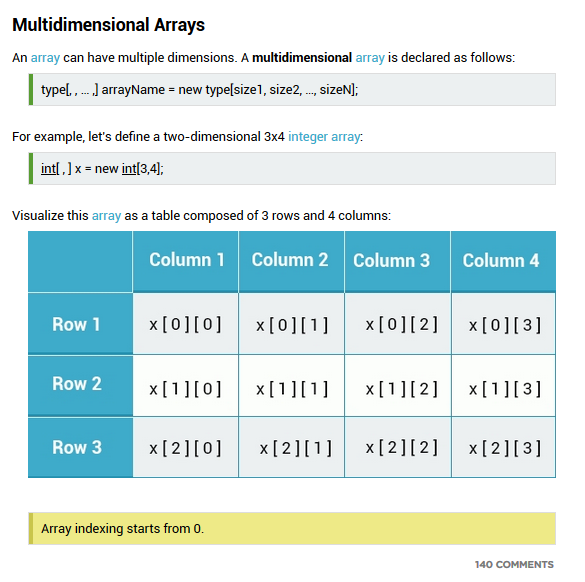 Multidimensional Arrays
An array can have multiple dimensions. A multidimensional array is declared as follows:
type[, , … ,] arrayName = new type[size1, size2, …, sizeN];
For example, let's define a two-dimensional 3x4 integer array:
int[ , ] x = new int[3,4];
Visualize this array as a table composed of 3 rows and 4 columns:
Column 1 Column 2 Column 3 Column 4
Row 1 x [ 0 ] [ 0 ] x [ 0 ] [ 1 ] x [ 0 ] [ 2 ] x [ 0 ] [ 3 ]
Row 2 x [ 1 ] [ 0 ] x [ 1 ] [ 1 ] x [ 1 ] [ 2 ] x [ 1 ] [ 3 ]
Row 3 x [ 2 ] [ 0 ] x [ 2 ] [ 1 ] x [ 2 ] [ 2 ] x [ 2 ] [ 3 ]
Array indexing starts from 0.
140 COMMENTS